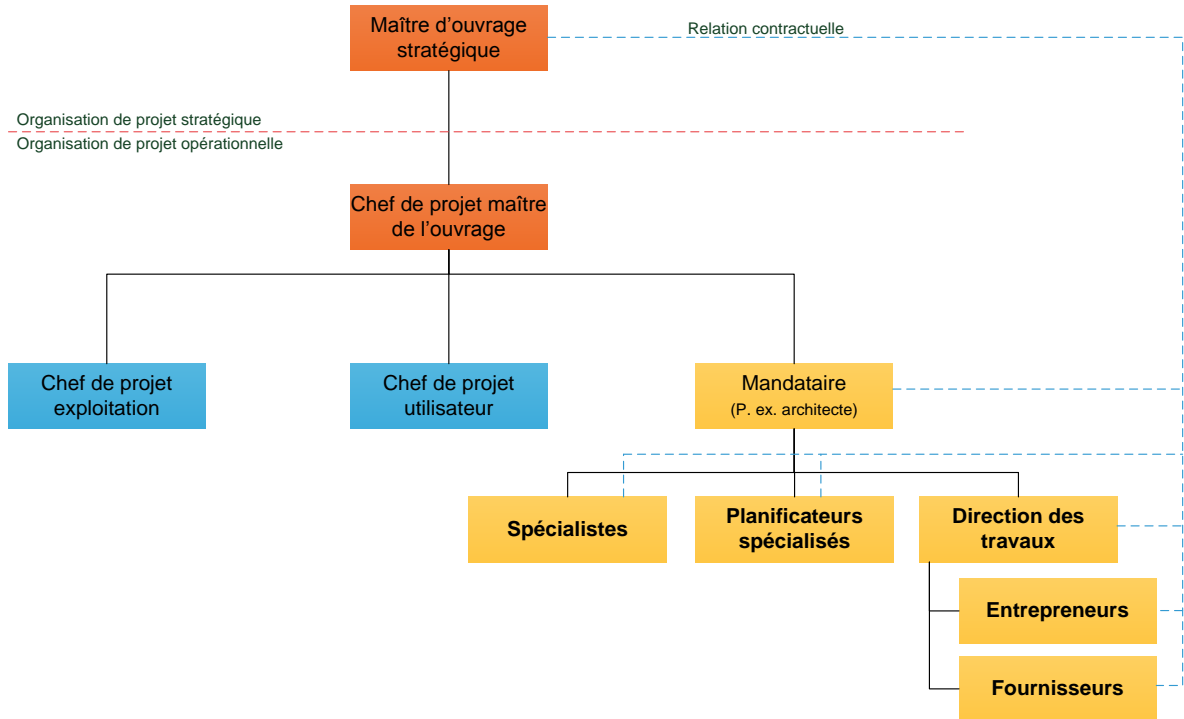 Maître d'ouvrage
stratégique
Relation contractuelle
Organisation de projet stratégique
Organisation de projet opérationnelle
Chef de projet maître
de l'ouvrage
Chef de projet
exploitation
Chef de projet
utilisateur
Mandataire
(P. ex. architecte)
Spécialistes
Planificateurs
spécialisés
Direction des
travaux
Entrepreneurs
Fournisseurs